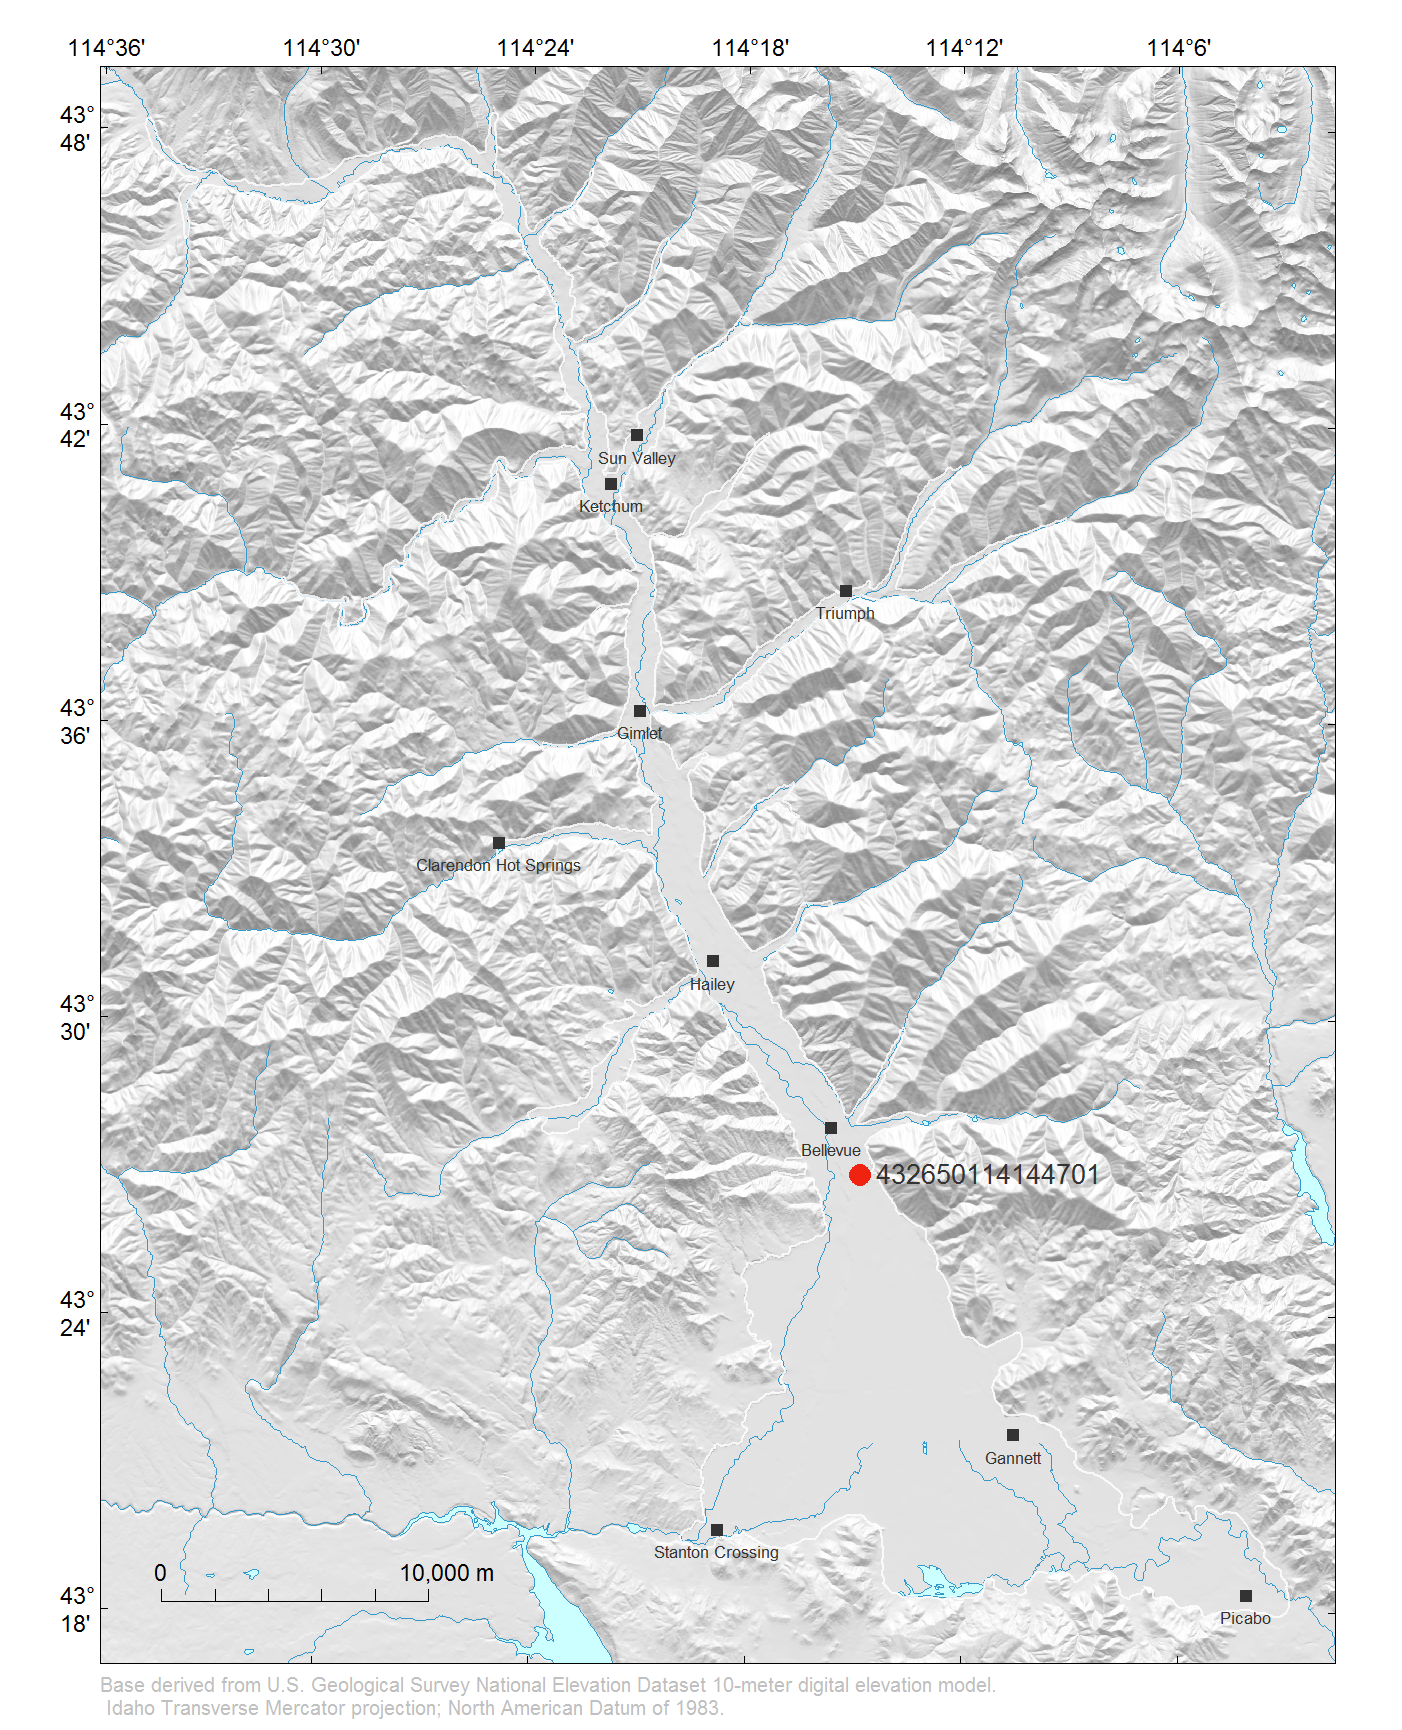 114°36' 114°30' 114°24' 114°18' 114°12' 114°6'
43°
48'
43°
42'
Sun Valley
Ketchum
Triumph
43°
36'
Gimlet
Clarendon Hot Springs
Hailey
43°
30'
Bellevue
432650114144701
43°
24'
Gannett
Stanton Crossing
0 10,000 m
43°
18'
Picabo
Base derived from U.S. Geological Survey National Elevation Dataset 10-meter digital elevation model.
Idaho Transverse Mercator projection; North American Datum of 1983.